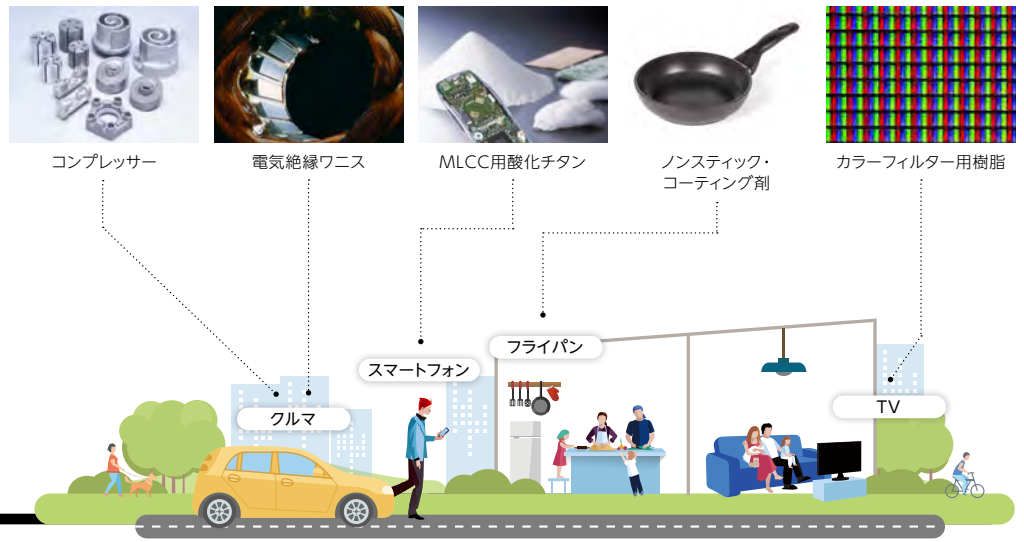 コンプレッサー
電気絶縁ワニス
MLCC用酸化チタン
ノンスティック・
コーティング剤
カラーフィルター用樹脂
フライパン
スマートフォン
クルマ
TV